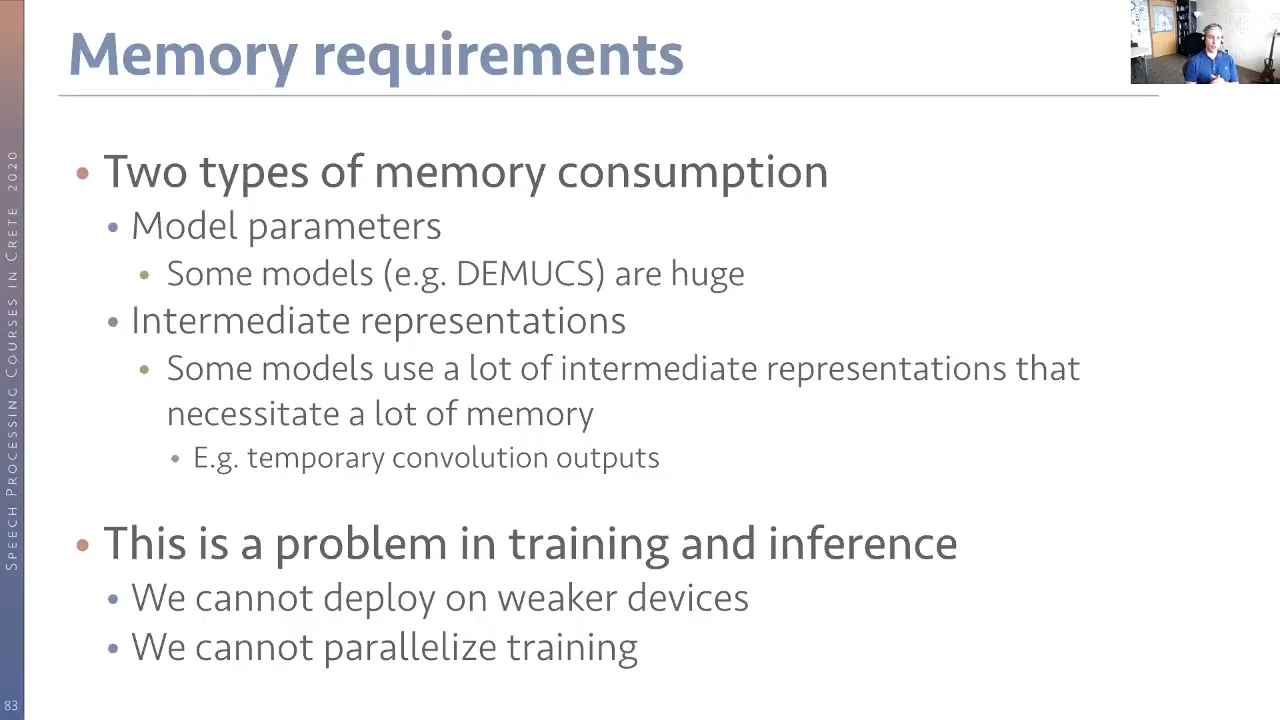 Memory requirements
• Two types of memory consumption
• Model parameters
• Some models (e.g. DEMUCS) are huge
• Intermediate representations
• Some models use a lot of intermediate representations that
necessitate a lot of memory
• E.g. temporary convolution outputs
• This is a problem in training and inference
• We cannot deploy on weaker devices
• We cannot parallelize training
SPEECH PROCESSING COURSES IN CRETE 2020
83